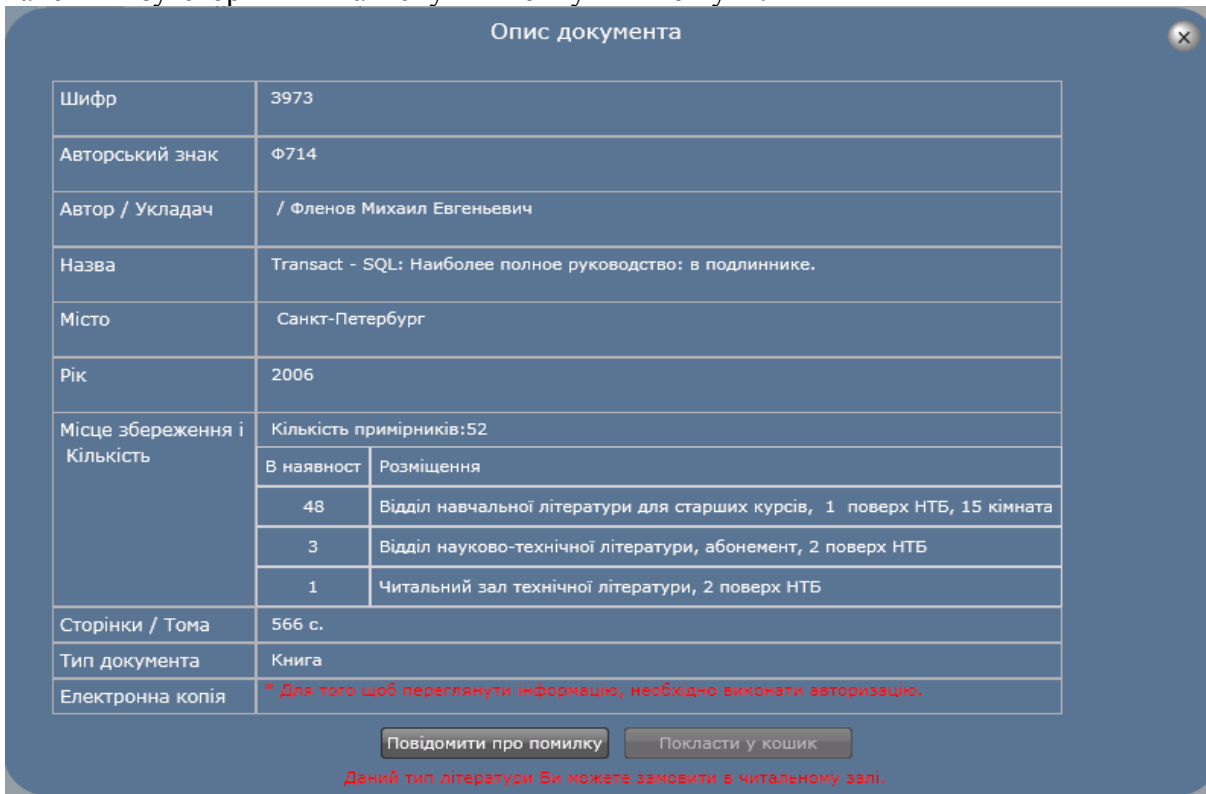 Опис документа
Шифр 3973
Авторський знак Ф714
Автор / Укладач / Фленов Михаил Евгеньевич
Назва Transact - SQL: Наиболее полное руководство: в подлиннике.
Місто Санкт-Петербург
Рік 2006
Місце збереження і Кількість примірників:52
Кількість
В наявност Розміщення
48 Відділ навчальної літератури для старших курсів, 1 поверх НТБ, 15 кімната
3 Відділ науково-технічної літератури, абонемент, 2 поверх НТБ
1 Читальний зал технічної літератури, 2 поверх НТБ
Сторінки / Тома 566 с.
Тип документа Книга
Електронна копія * Для того щоб переглянути інформацію, необхідно виконати авторизацію.
Повідомити про помилку Покласти у кошик
Даний тип літератури Ви можете замовити в читальному залі.